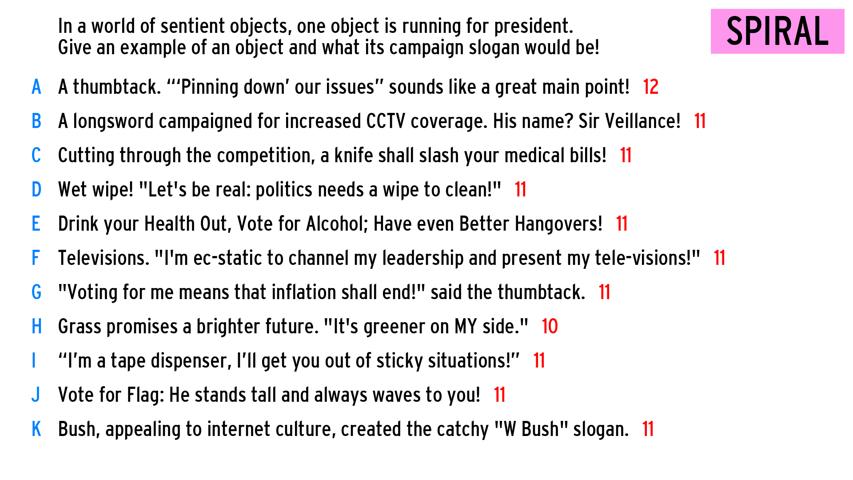 In a world of sentient objects, one object is running for president.
Give an example of an object and what its campaign slogan would be!
SPIRAL
A A thumbtack. “‘Pinning down’ our issues” sounds like a great main point! 12
B A longsword campaigned for increased CCTV coverage. His name? Sir Veillance! 11
C Cutting through the competition, a knife shall slash your medical bills! 11
D Wet wipe! "Let's be real: politics needs a wipe to clean!" 11
E Drink your Health Out, Vote for Alcohol; Have even Better Hangovers! 11
F Televisions. "I'm ec-static to channel my leadership and present my tele-visions!" 11
G "Voting for me means that inflation shall end!" said the thumbtack. 11
H Grass promises a brighter future. "It's greener on MY side." 10
I “I’m a tape dispenser, I’ll get you out of sticky situations!” 11
J Vote for Flag: He stands tall and always waves to you! 11
K Bush, appealing to internet culture, created the catchy "W Bush" slogan. 11